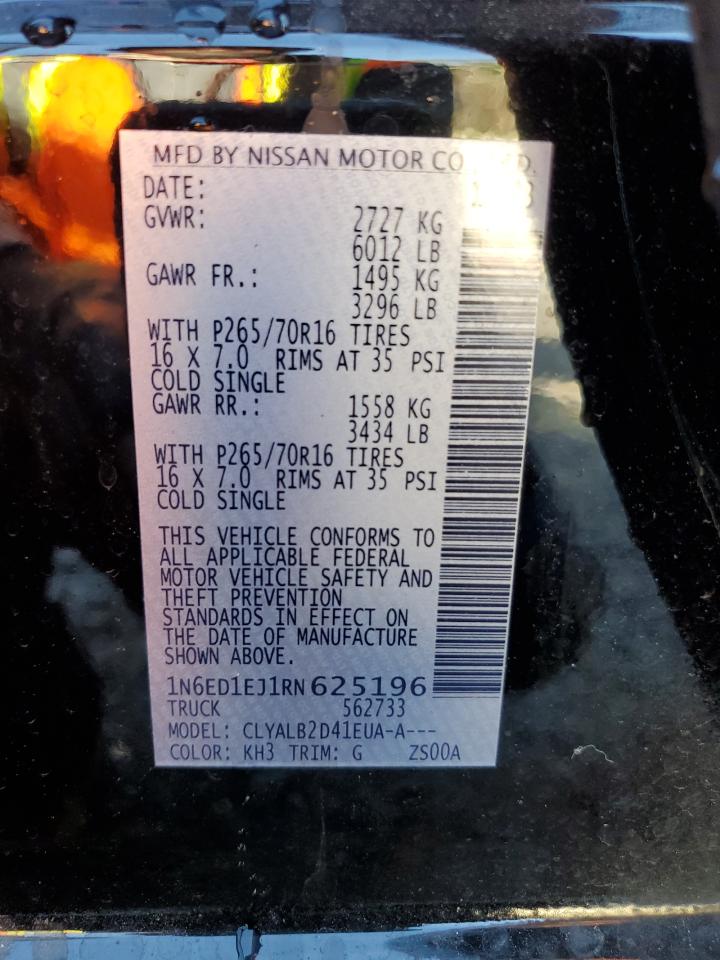 MFD BY NISSAN MOTOR CO
DATE:
GVWR: 2727 KG
6012 LB
GAWR FR.: 1495 KG
3296 LB
WITH P265/70R16 TIRES
16 X 7.0 RIMS AT 35 PSI
COLD SINGLE
GAWR RR.: 1558 KG
3434 LB
WITH P265/70R16 TIRES
16 X 7.0 RIMS AT 35 PSI
COLD SINGLE
THIS VEHICLE CONFORMS TO
ALL APPLICABLE FEDERAL
MOTOR VEHICLE SAFETY AND
THEFT PREVENTION
STANDARDS IN EFFECT ON
THE DATE OF MANUFACTURE
SHOWN ABOVE.
1N6ED1EJ1RN625196
TRUCK 562733
MODEL: CLYALB2D41EUA-A---
COLOR: KH3 TRIM: G ZS00A